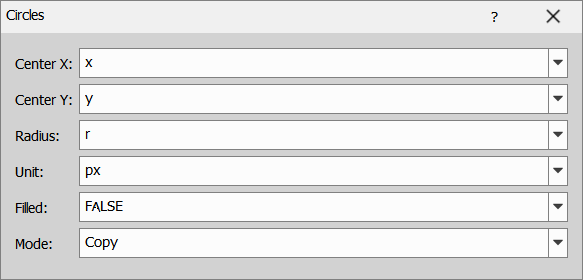 Circles ?
Center X: x
Center Y: y
Radius: r
Unit: px
Filled: FALSE
Mode: Copy